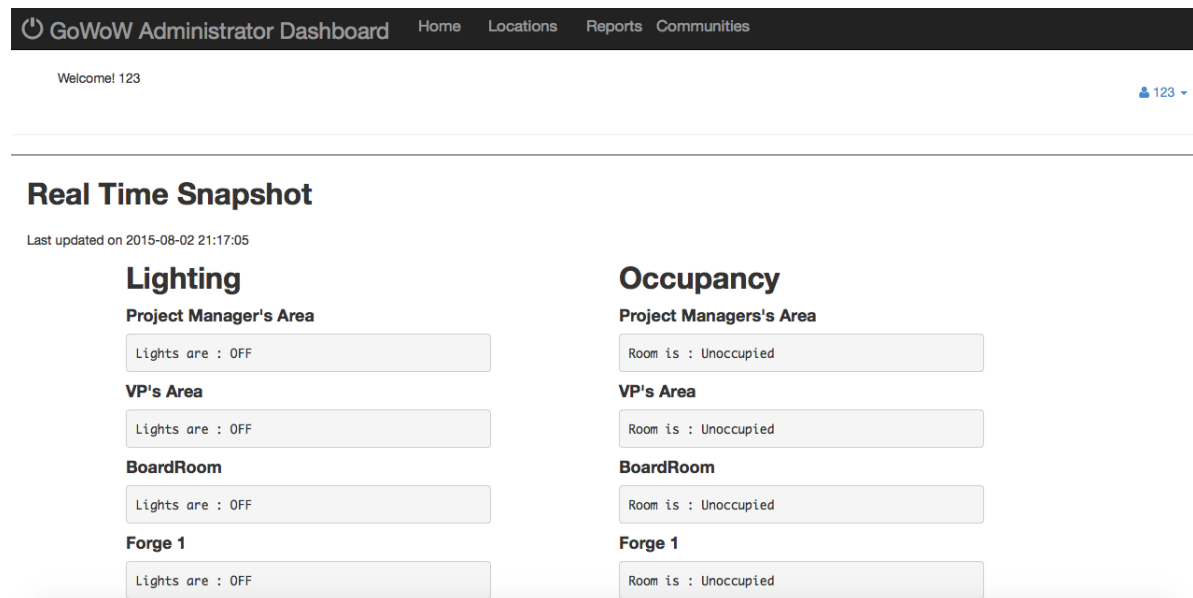 GoWoW Administrator Dashboard Home Locations Reports Communities
Welcome! 123
123
Real Time Snapshot
Last updated on 2015-08-02 21:17:05
Lighting
Project Manager's Area
Lights are : OFF
VP's Area
Lights are : OFF
BoardRoom
Lights are : OFF
Forge 1
Lights are : OFF
Occupancy
Project Managers's Area
Room is : Unoccupied
VP's Area
Room is : Unoccupied
BoardRoom
Room is : Unoccupied
Forge 1
Room is : Unoccupied